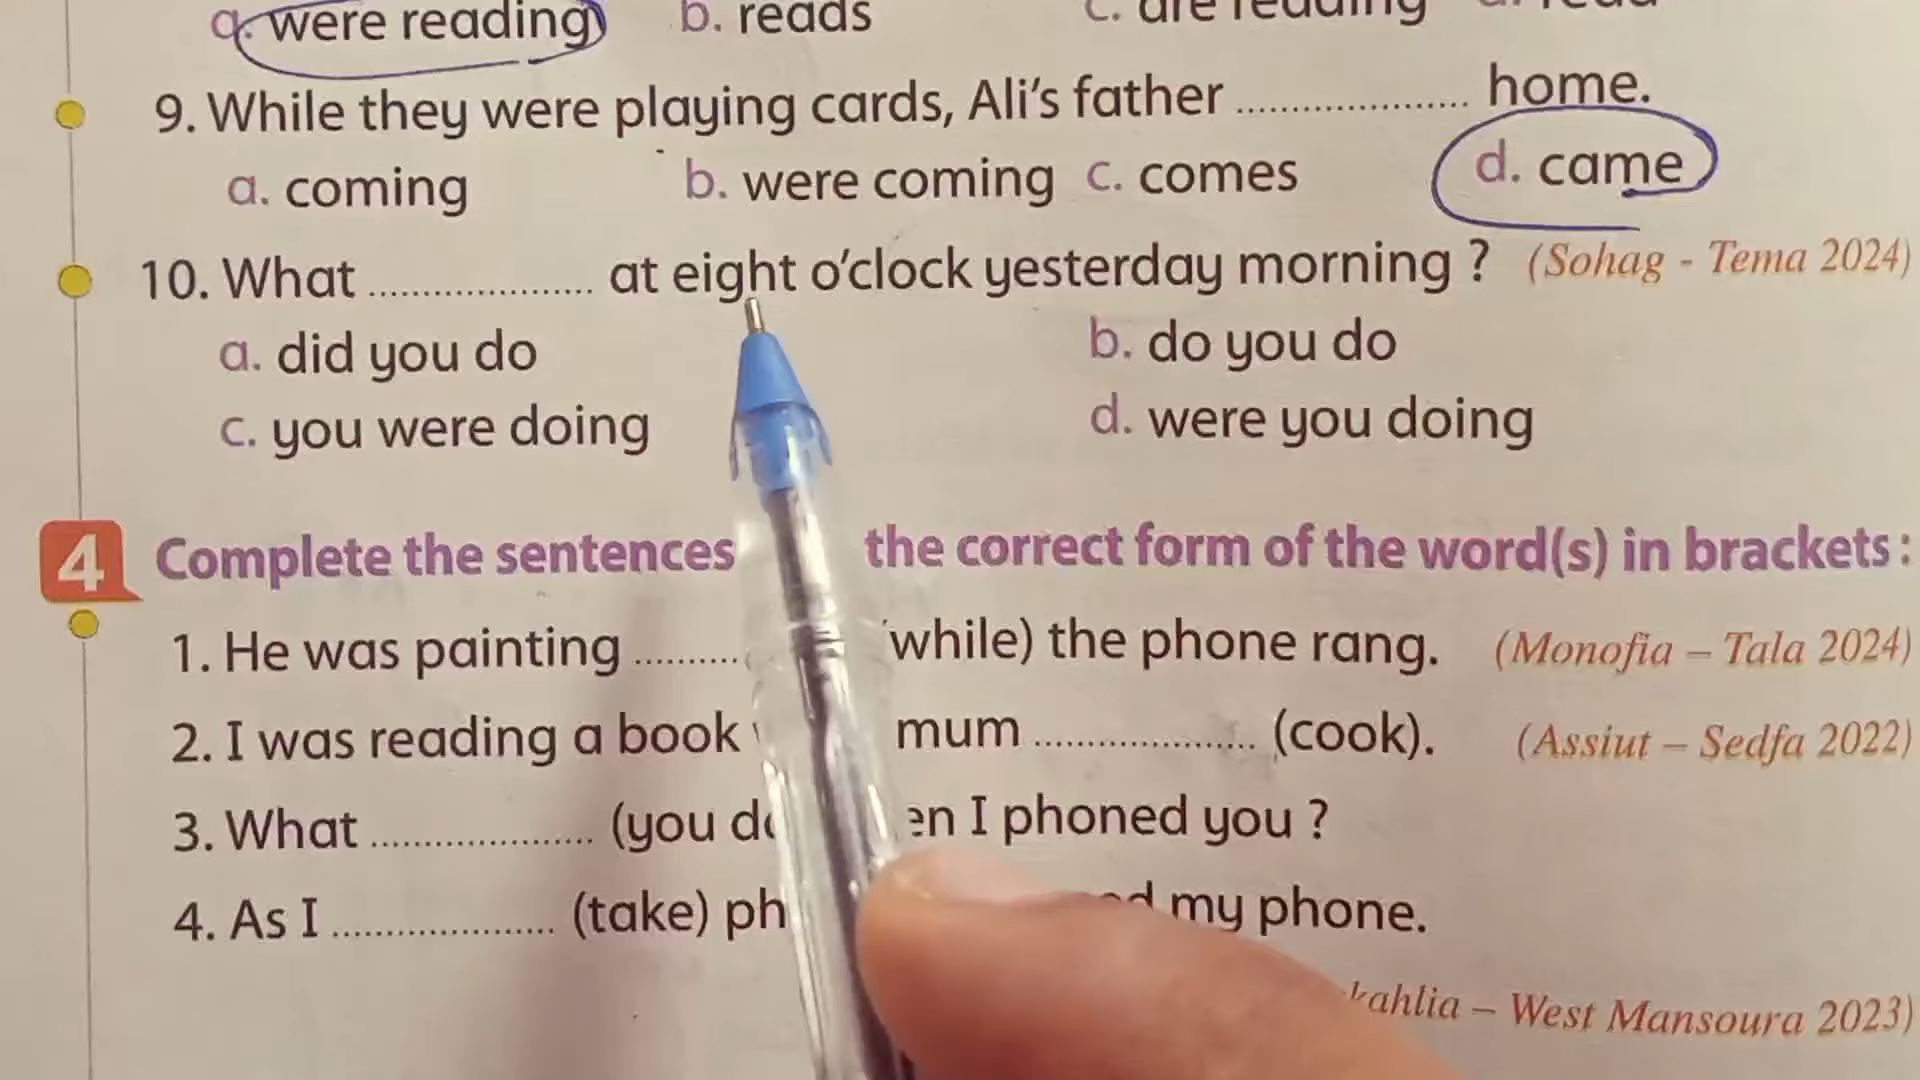 a. were reading b. reads c. are reading d. read
9. While they were playing cards, Ali's father .................... home.
a. coming b. were coming c. comes d. came
10. What .................... at eight o'clock yesterday morning ? (Sohag - Tema 2024)
a. did you do b. do you do
c. you were doing d. were you doing
4 Complete the sentences the correct form of the word(s) in brackets :
1. He was painting .......... while) the phone rang. (Monofia – Tala 2024)
2. I was reading a book mum .................... (cook). (Assiut – Sedfa 2022)
3. What .................... (you I phoned you ?
4. As I .................... (take) my phone.
– West Mansoura 2023)